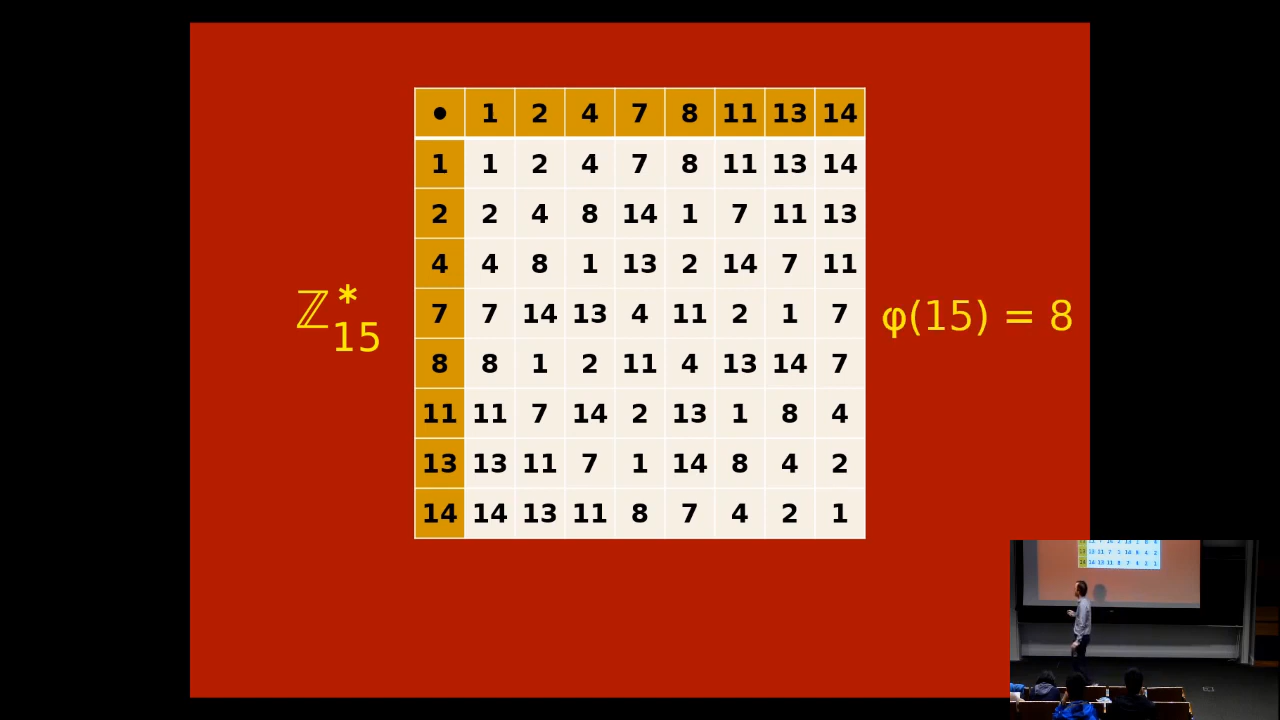 • 1 2 4 7 8 11 13 14
1 1 2 4 7 8 11 13 14
2 2 4 8 14 1 7 11 13
4 4 8 1 13 2 14 7 11
7 7 14 13 4 11 2 1 7
8 8 1 2 11 4 13 14 7
11 11 7 14 2 13 1 8 4
13 13 11 7 1 14 8 4 2
14 14 13 11 8 7 4 2 1
ℤ*15
φ(15) = 8